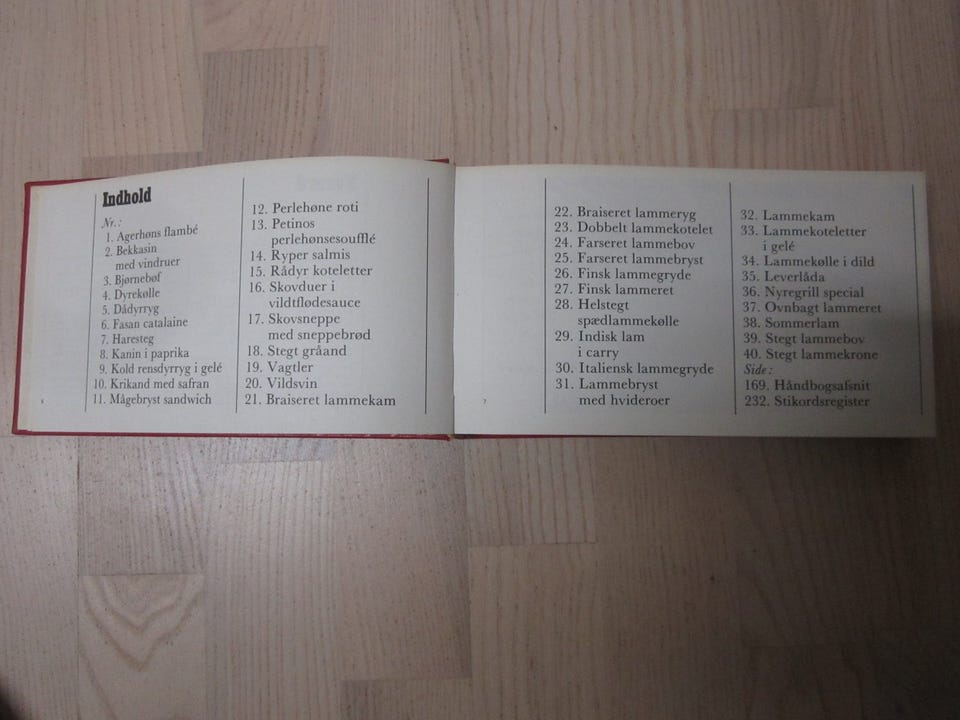 Indhold
Nr.:
1. Agerhøns flambé
2. Bekkasin
med vindruer
3. Bjørnebøf
4. Dyrekølle
5. Dådyrryg
6. Fasan catalaine
7. Haresteg
8. Kanin i paprika
9. Kold rensdyrryg i gelé
10. Krikand med safran
11. Mågebryst sandwich
6
12. Perlehøne roti
13. Petinos
perlehønsesoufflé
14. Ryper salmis
15. Rådyr koteletter
16. Skovduer i
vildtflødesauce
17. Skovsneppe
med sneppebrød
18. Stegt gråand
19. Vagtler
20. Vildsvin
21. Braiseret lammekam
7
22. Braiseret lammeryg
23. Dobbelt lammekotelet
24. Farseret lammebov
25. Farseret lammebryst
26. Finsk lammegryde
27. Finsk lammeret
28. Helstegt
spædlammekølle
29. Indisk lam
i carry
30. Italiensk lammegryde
31. Lammebryst
med hvideroer
32. Lammekam
33. Lammekoteletter
i gelé
34. Lammekølle i dild
35. Leverlåda
36. Nyregrill special
37. Ovnbagt lammeret
38. Sommerlam
39. Stegt lammebov
40. Stegt lammekrone
Side:
169. Håndbogsafsnit
232. Stikordsregister